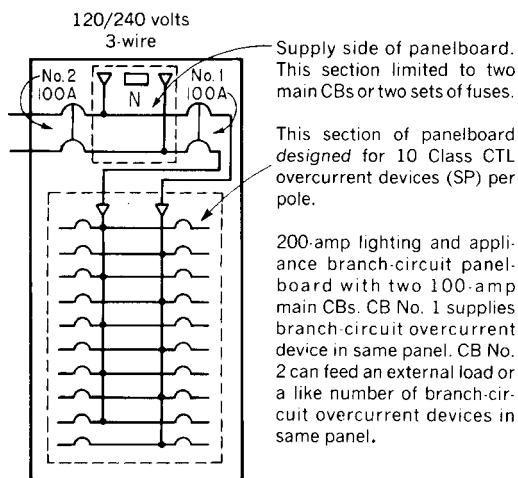 120/240 volts
3-wire
No. 2
100A
N
No. 1
100A
Supply side of panelboard.
This section limited to two
main CBs or two sets of fuses.
This section of panelboard
designed for 10 Class CTL
overcurrent devices (SP) per
pole.
200-amp lighting and appli-
ance branch-circuit panel-
board with two 100-amp
main CBs. CB No. 1 supplies
branch-circuit overcurrent
device in same panel. CB No.
2 can feed an external load or
a like number of branch-cir-
cuit overcurrent devices in
same panel.